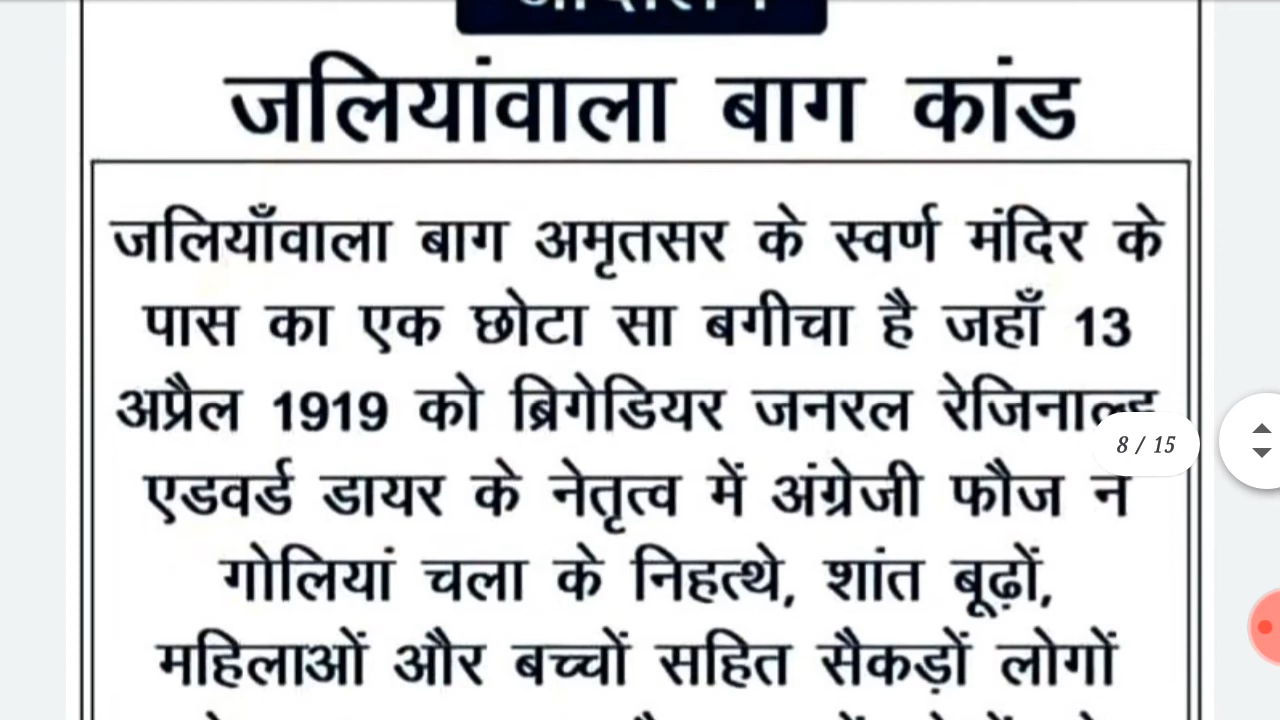 जलियांवाला बाग कांड
जलियाँवाला बाग अमृतसर के स्वर्ण मंदिर के
पास का एक छोटा सा बगीचा है जहाँ 13
अप्रैल 1919 को ब्रिगेडियर जनरल रेजिनाल्ड
8 / 15
एडवर्ड डायर के नेतृत्व में अंग्रेजी फौज ने
गोलियां चला के निहत्थे, शांत बूढ़ों,
महिलाओं और बच्चों सहित सैकड़ों लोगों